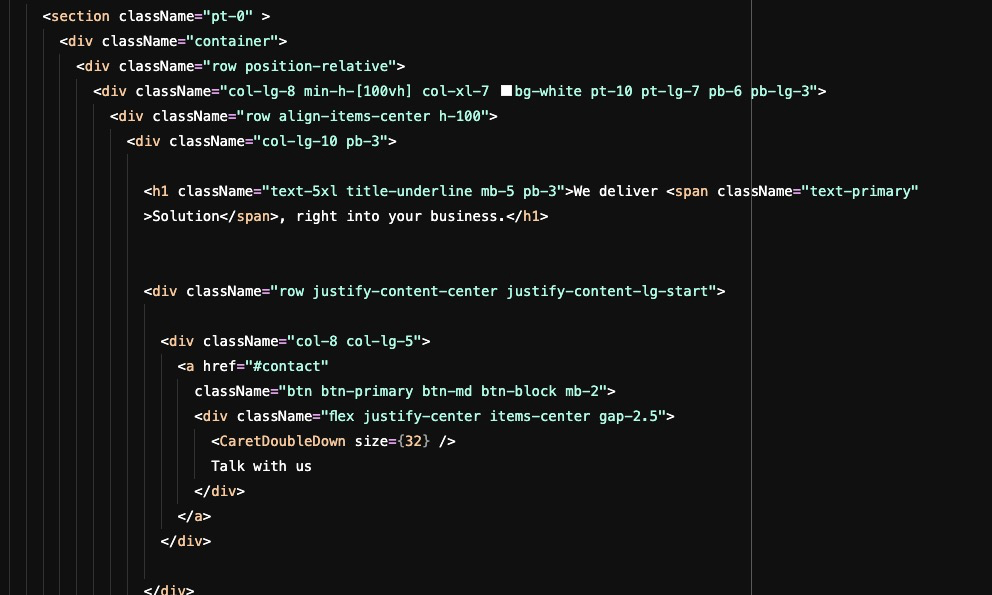 <section className="pt-0" >
<div className="container">
<div className="row position-relative">
<div className="col-lg-8 min-h-[100vh] col-xl-7 bg-white pt-10 pt-lg-7 pb-6 pb-lg-3">
<div className="row align-items-center h-100">
<div className="col-lg-10 pb-3">
<h1 className="text-5xl title-underline mb-5 pb-3">We deliver <span className="text-primary"
>Solution</span>, right into your business.</h1>
<div className="row justify-content-center justify-content-lg-start">
<div className="col-8 col-lg-5">
<a href="#contact"
className="btn btn-primary btn-md btn-block mb-2">
<div className="flex justify-center items-center gap-2.5">
<CaretDoubleDown size={32} />
Talk with us
</div>
</a>
</div>
</div>